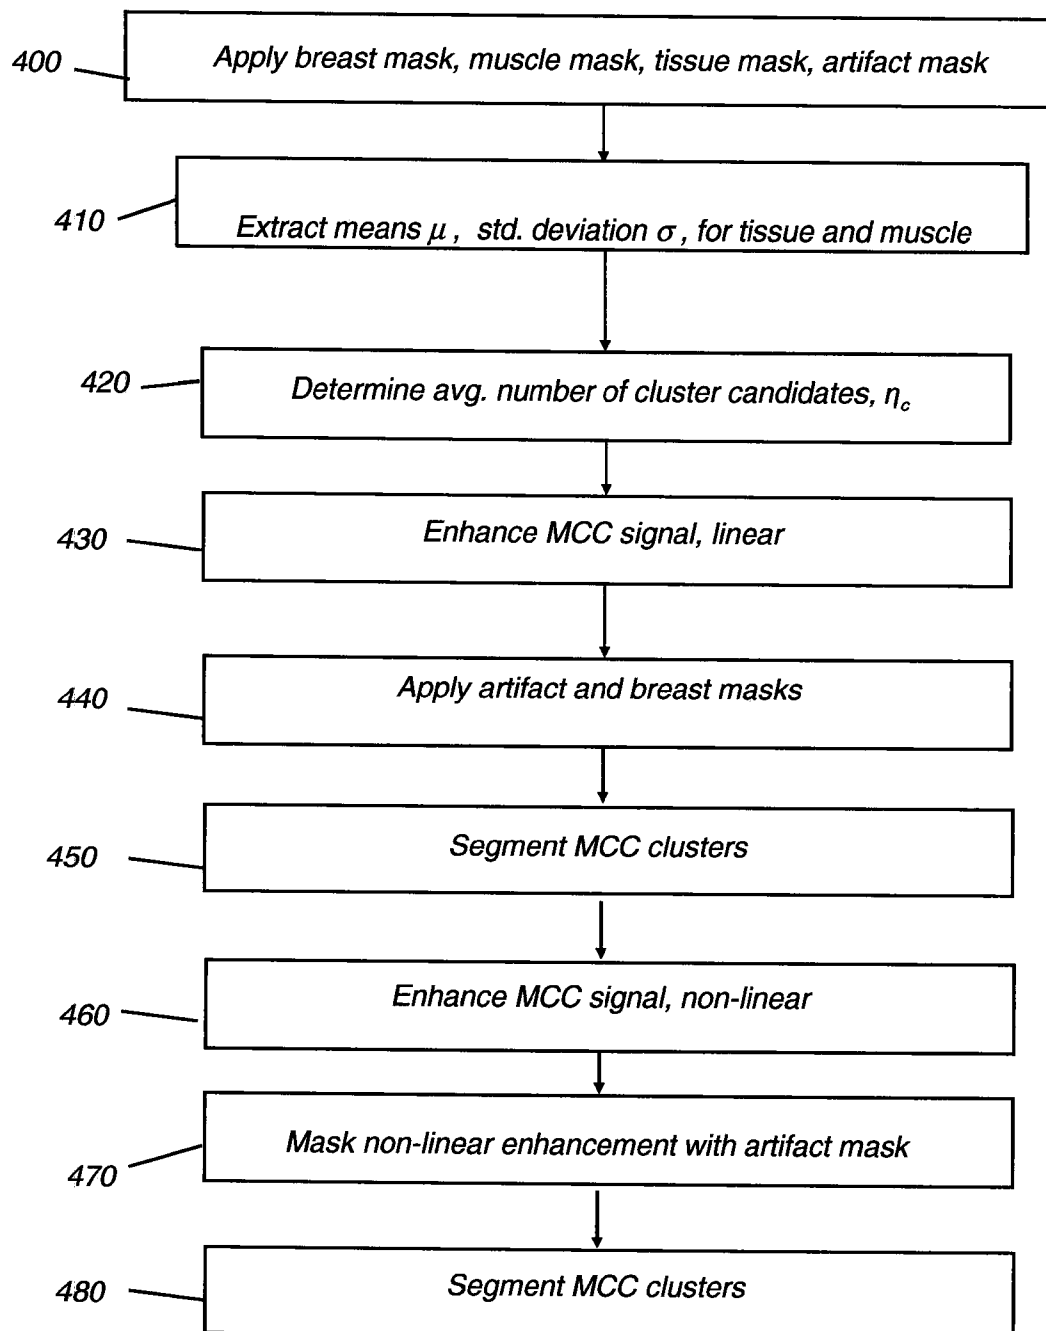 400
Apply breast mask, muscle mask, tissue mask, artifact mask
410
Extract means μ, std. deviation σ, for tissue and muscle
420
Determine avg. number of cluster candidates, η_c
430
Enhance MCC signal, linear
440
Apply artifact and breast masks
450
Segment MCC clusters
460
Enhance MCC signal, non-linear
470
Mask non-linear enhancement with artifact mask
480
Segment MCC clusters